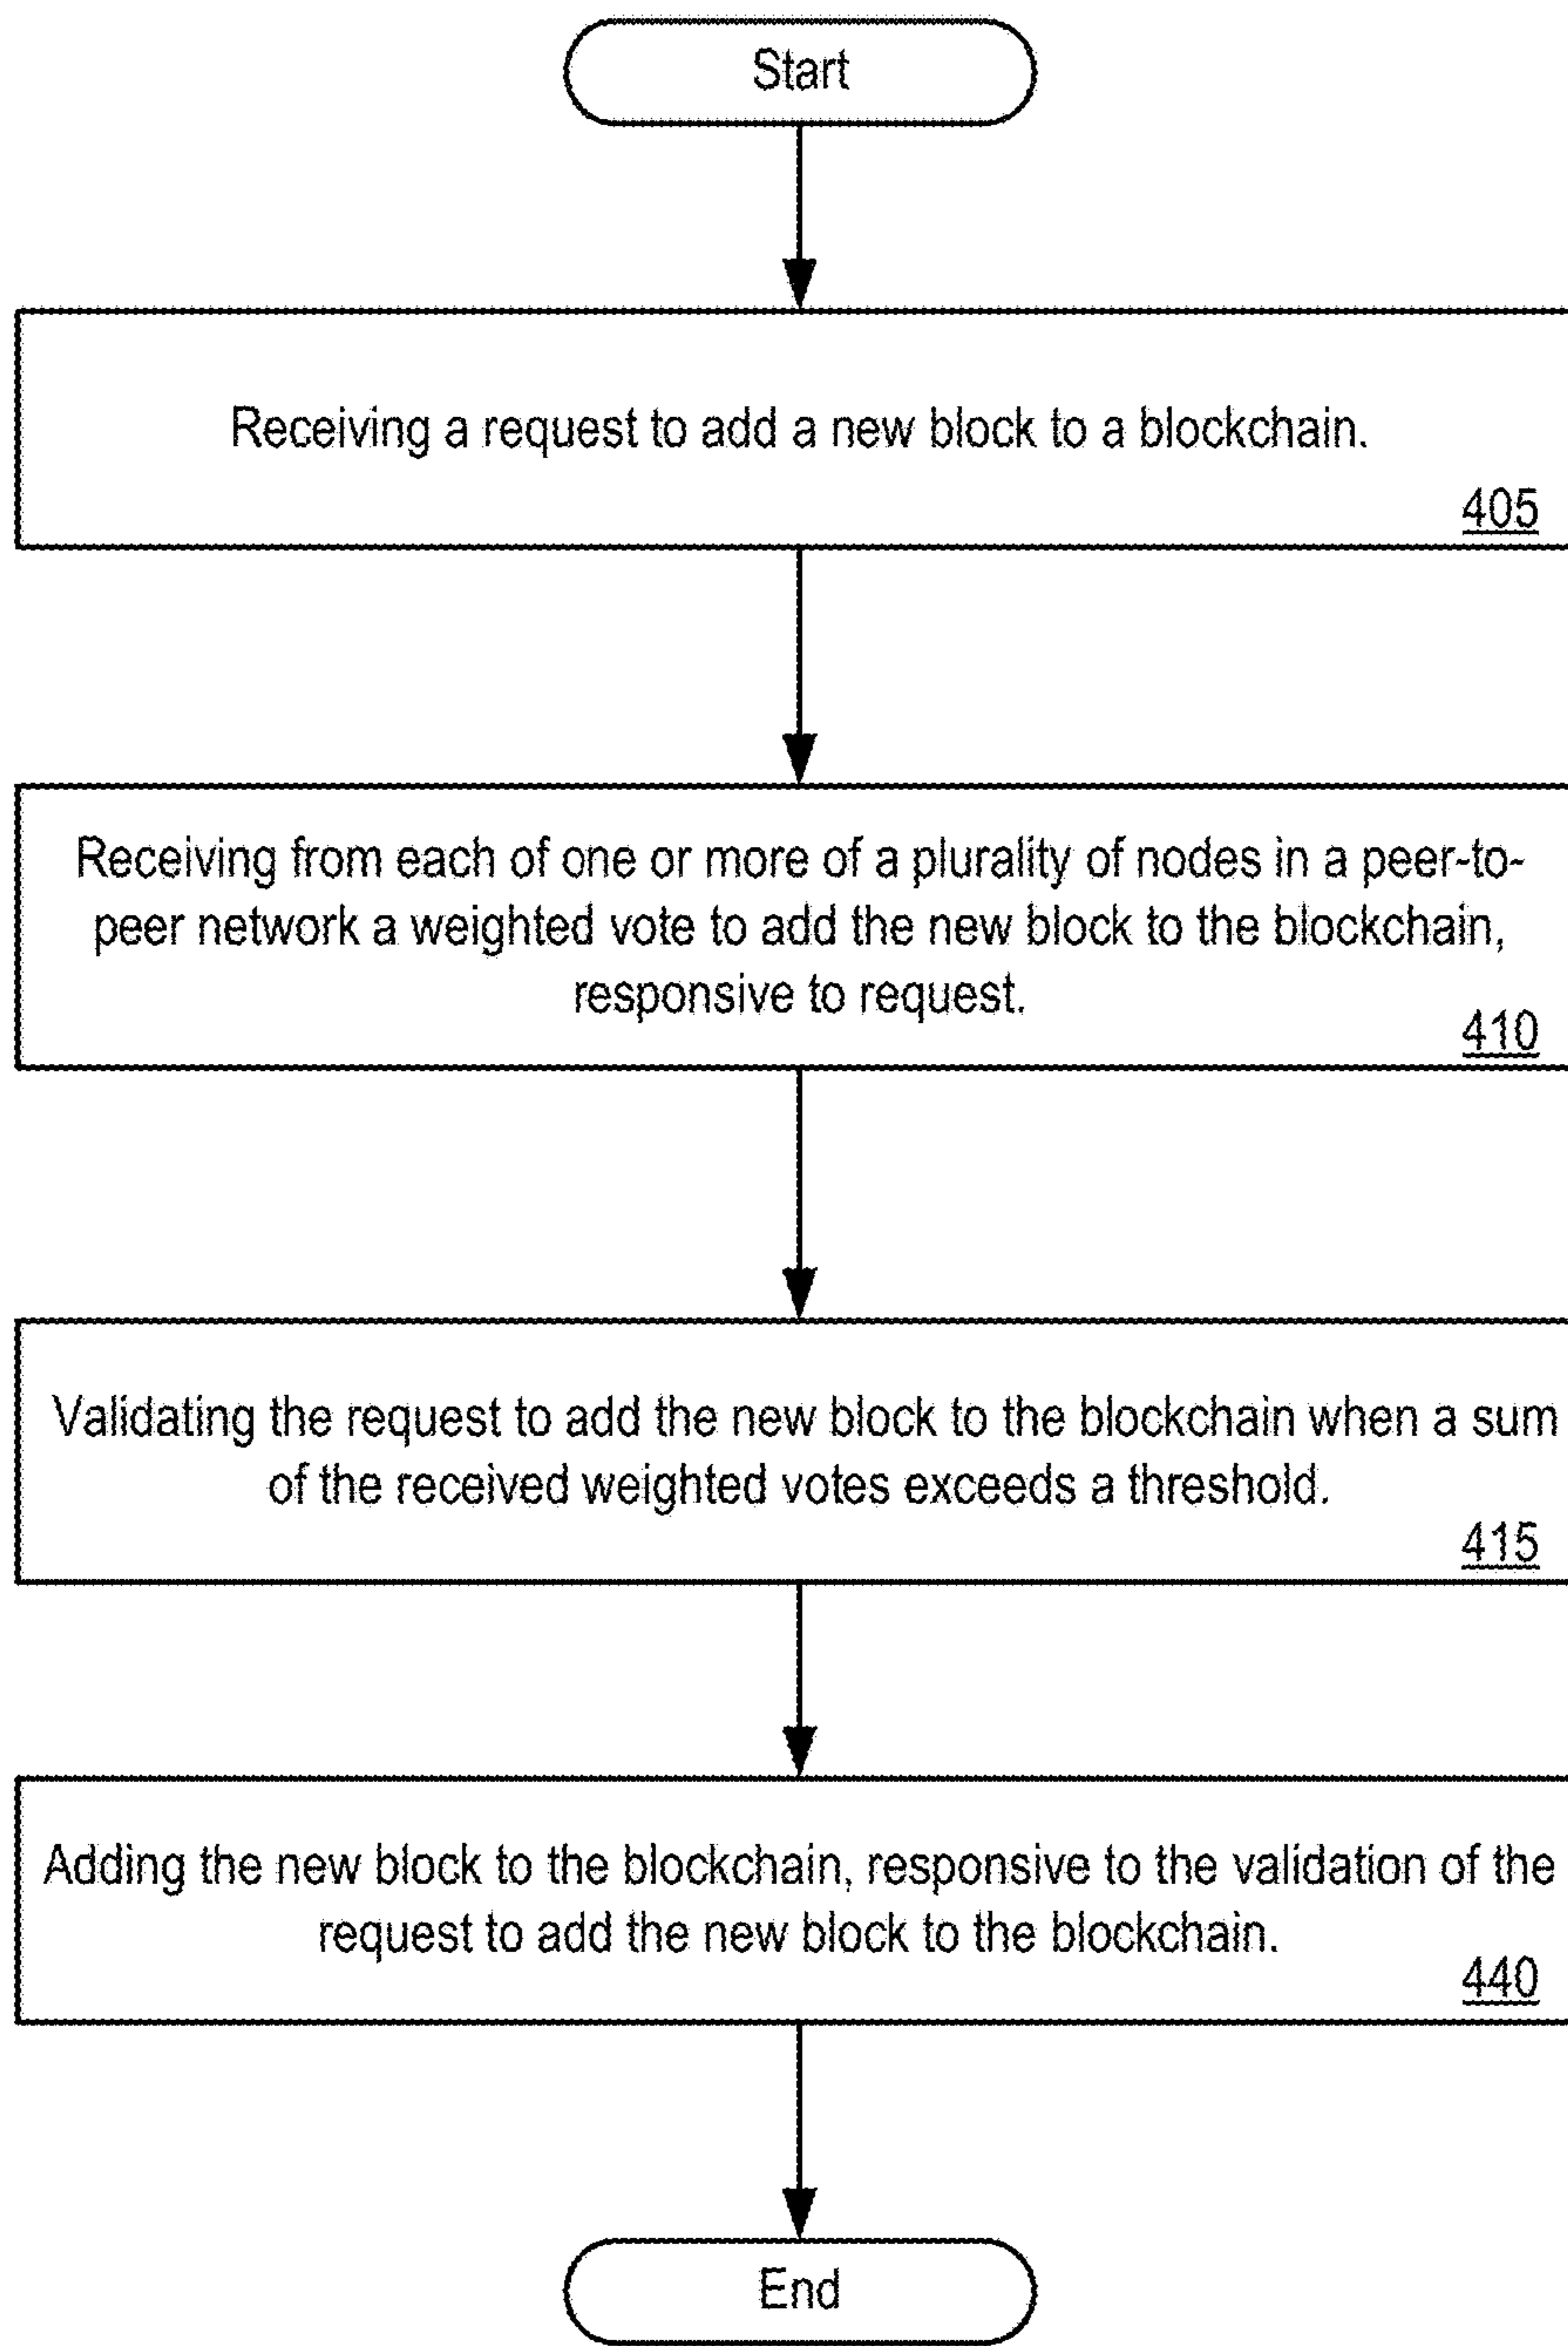 Start
Receiving a request to add a new block to a blockchain.
405
Receiving from each of one or more of a plurality of nodes in a peer-to-
peer network a weighted vote to add the new block to the blockchain,
responsive to request.
410
Validating the request to add the new block to the blockchain when a sum
of the received weighted votes exceeds a threshold.
415
Adding the new block to the blockchain, responsive to the validation of the
request to add the new block to the blockchain.
440
End